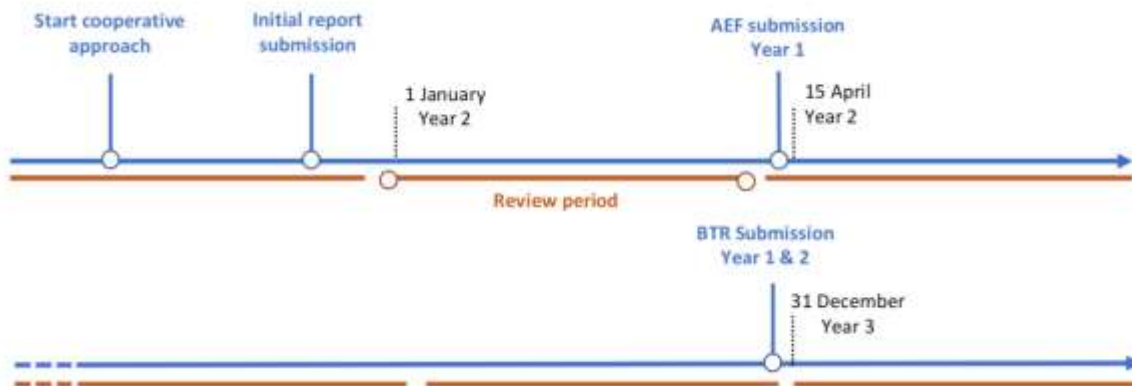 Start cooperative
approach
Initial report
submission
AEF submission
Year 1
1 January
Year 2
15 April
Year 2
Review period
BTR Submission
Year 1 & 2
31 December
Year 3